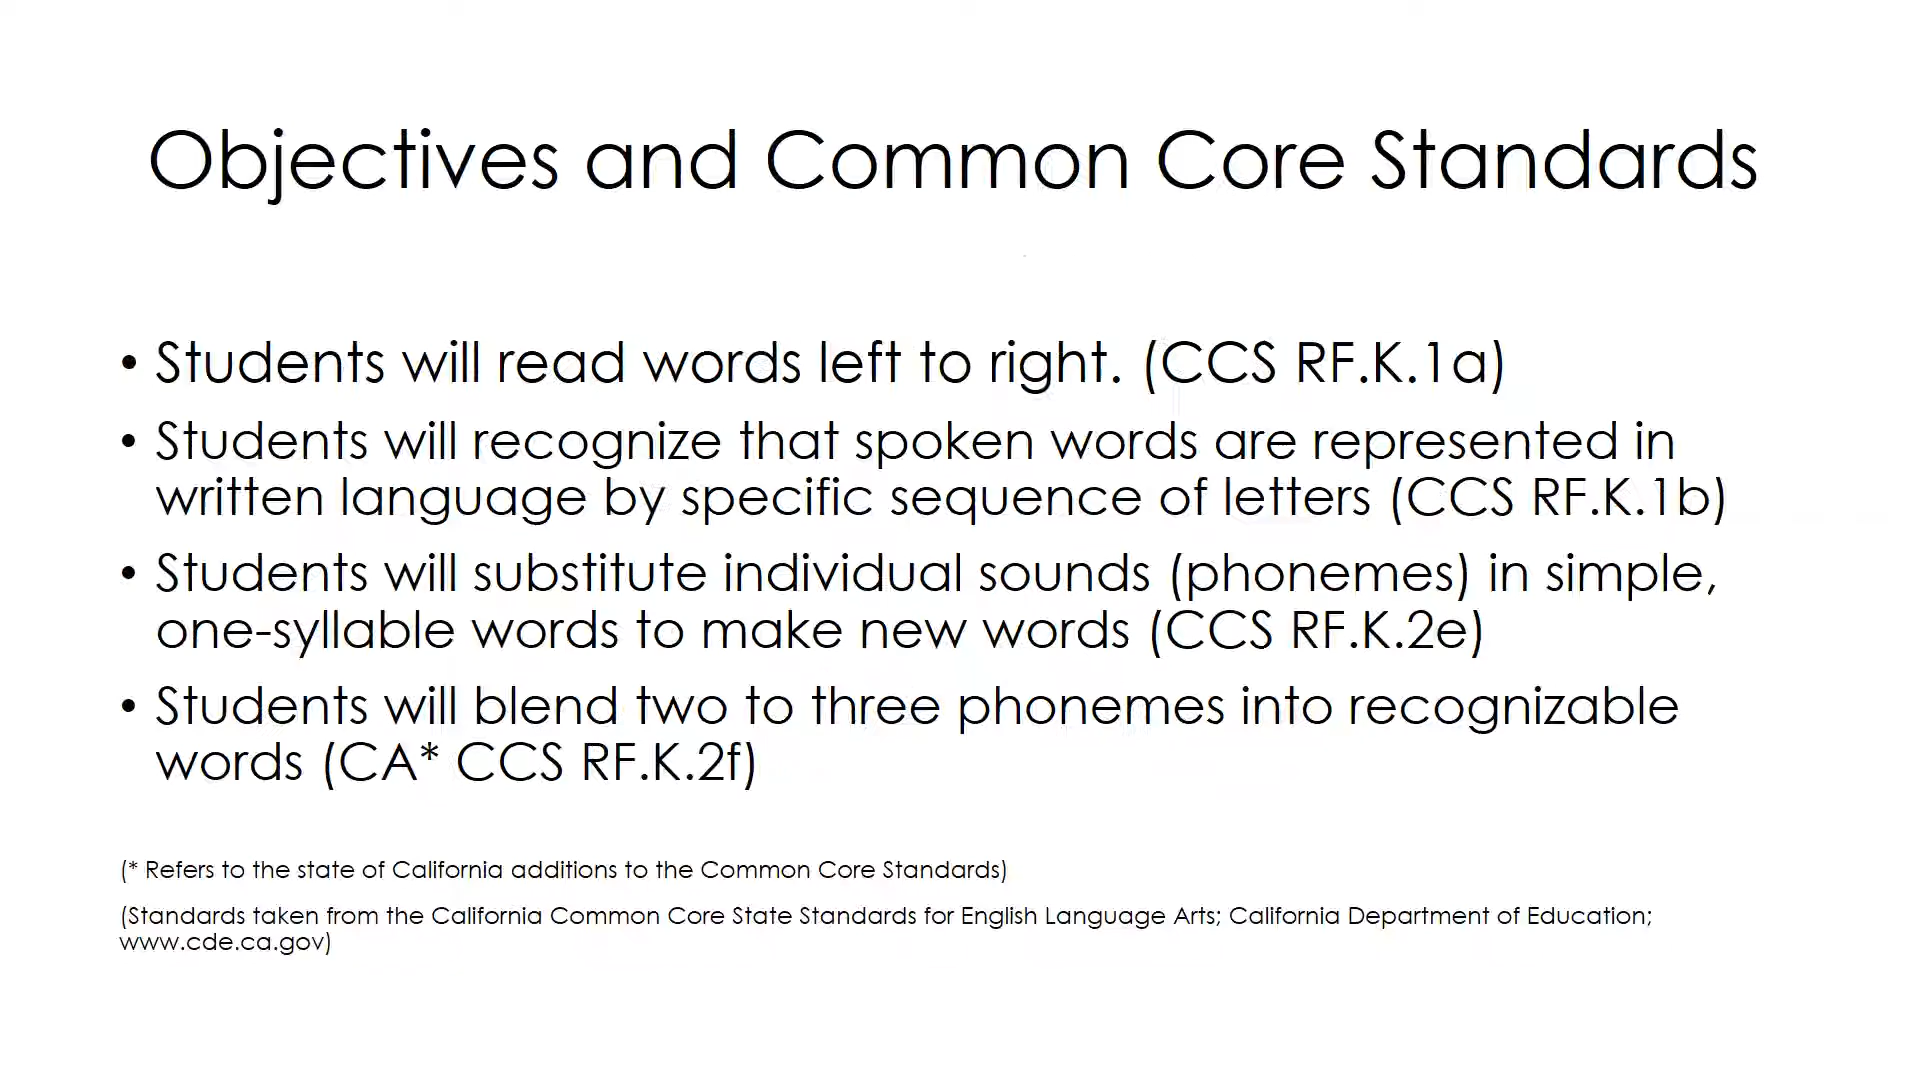 Objectives and Common Core Standards
• Students will read words left to right. (CCS RF.K.1a)
• Students will recognize that spoken words are represented in
written language by specific sequence of letters (CCS RF.K.1b)
• Students will substitute individual sounds (phonemes) in simple,
one-syllable words to make new words (CCS RF.K.2e)
• Students will blend two to three phonemes into recognizable
words (CA* CCS RF.K.2f)
(* Refers to the state of California additions to the Common Core Standards)
(Standards taken from the California Common Core State Standards for English Language Arts; California Department of Education;
www.cde.ca.gov)